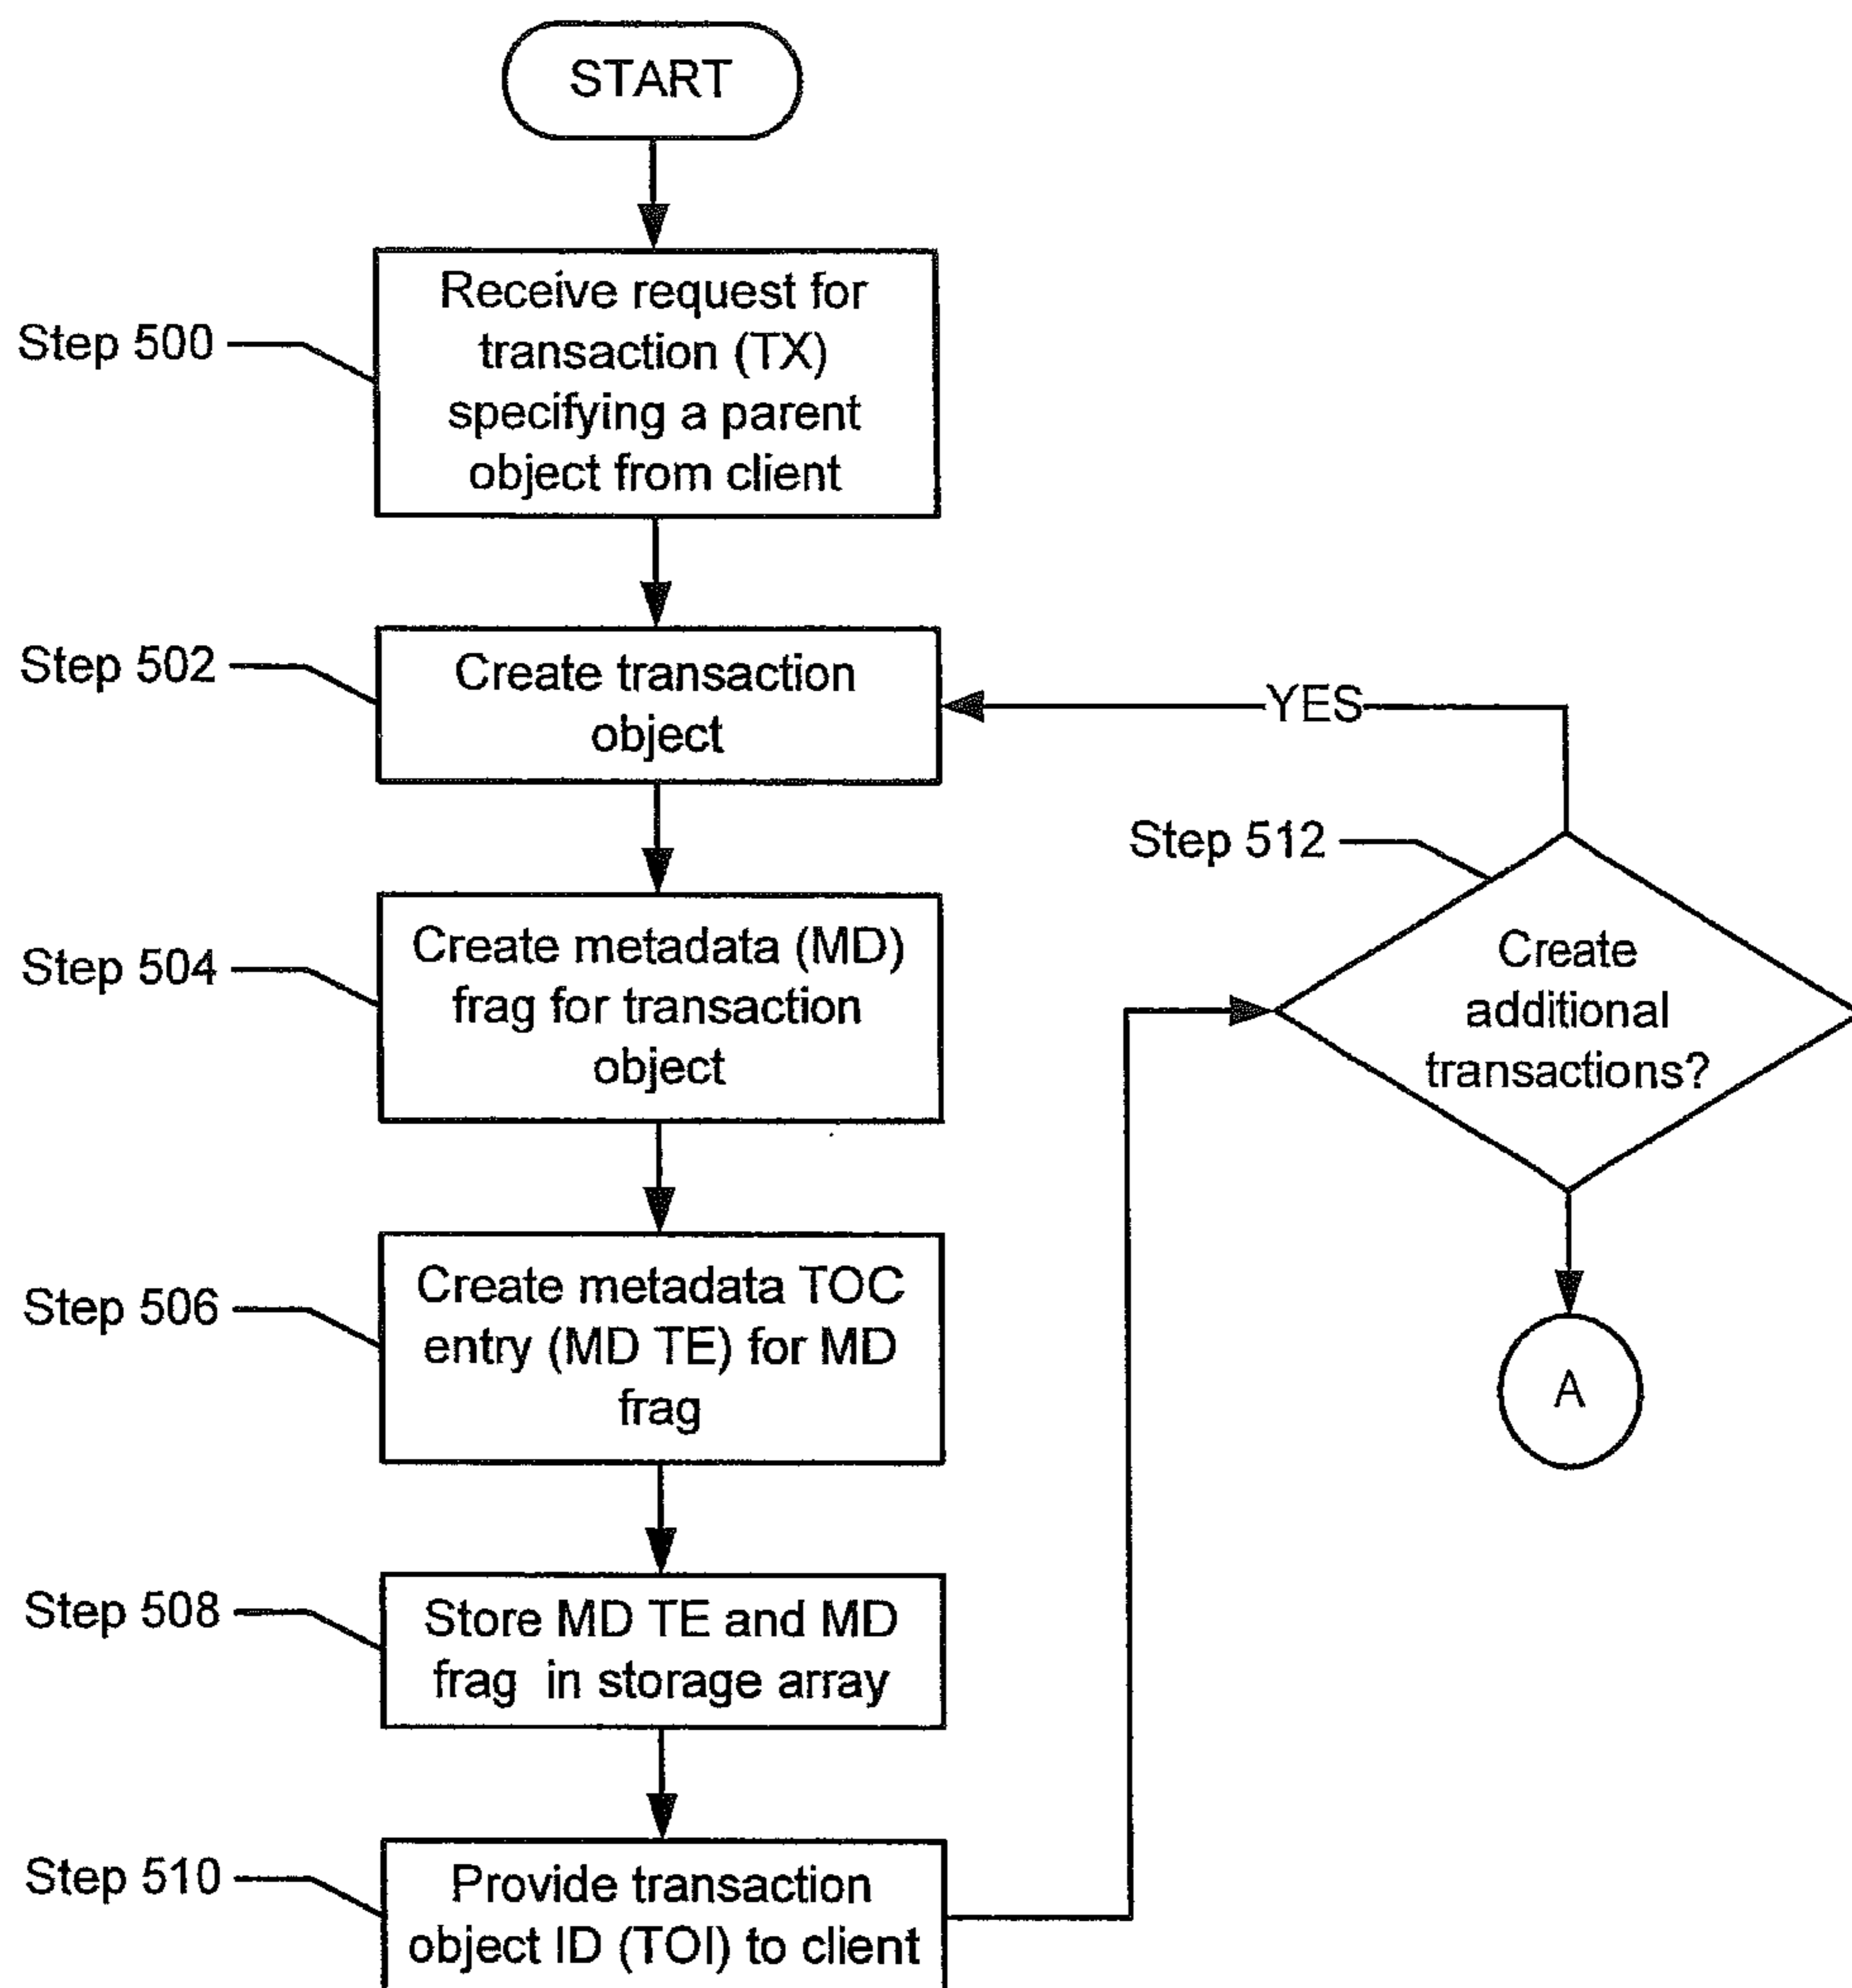 START
Step 500
Receive request for
transaction (TX)
specifying a parent
object from client
Step 502
Create transaction
object
YES
Step 504
Create metadata (MD)
frag for transaction
object
Step 506
Create metadata TOC
entry (MD TE) for MD
frag
Step 508
Store MD TE and MD
frag in storage array
Step 510
Provide transaction
object ID (TOI) to client
Step 512
Create
additional
transactions?
A